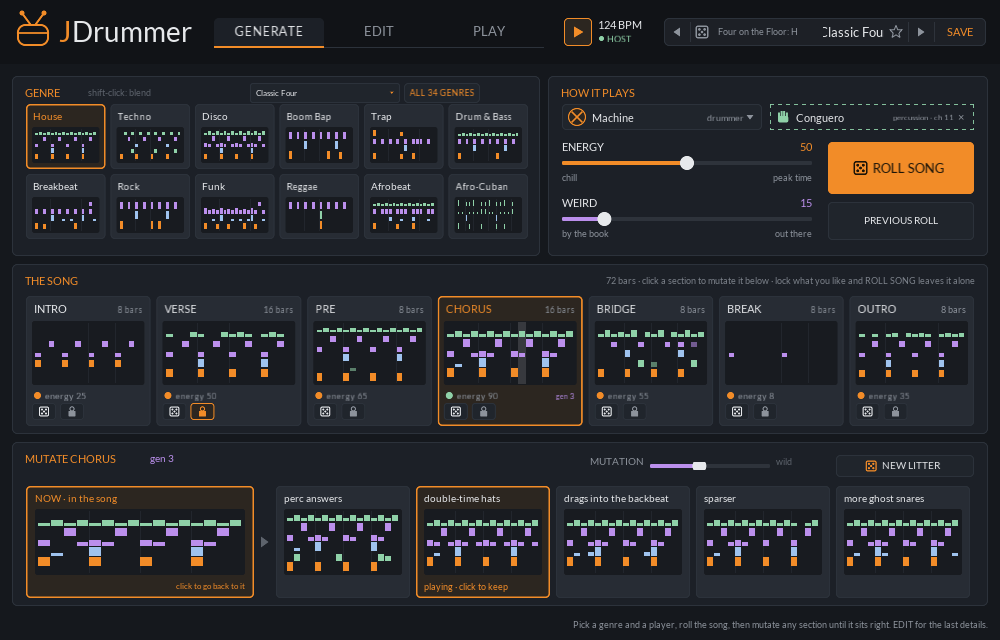 JDrummer
GENERATE
EDIT
PLAY
124 BPM
HOST
Four on the Floor: H
Classic Fou
SAVE
GENRE
shift-click: blend
Classic Four
ALL 34 GENRES
House
Techno
Disco
Boom Bap
Trap
Drum & Bass
Breakbeat
Rock
Funk
Reggae
Afrobeat
Afro-Cuban
HOW IT PLAYS
Machine
drummer
Conguero
percussion · ch 11 ×
ENERGY
50
chill
peak time
WEIRD
15
by the book
out there
ROLL SONG
PREVIOUS ROLL
THE SONG
72 bars · click a section to mutate it below · lock what you like and ROLL SONG leaves it alone
INTRO
8 bars
VERSE
16 bars
PRE
8 bars
CHORUS
16 bars
BRIDGE
8 bars
BREAK
8 bars
OUTRO
8 bars
energy 25
energy 50
energy 65
energy 90
energy 55
energy 8
energy 35
gen 3
MUTATE CHORUS
gen 3
MUTATION
wild
NEW LITTER
NOW · in the song
click to go back to it
perc answers
double-time hats
playing · click to keep
drags into the backbeat
sparser
more ghost snares
Pick a genre and a player, roll the song, then mutate any section until it sits right. EDIT for the last details.